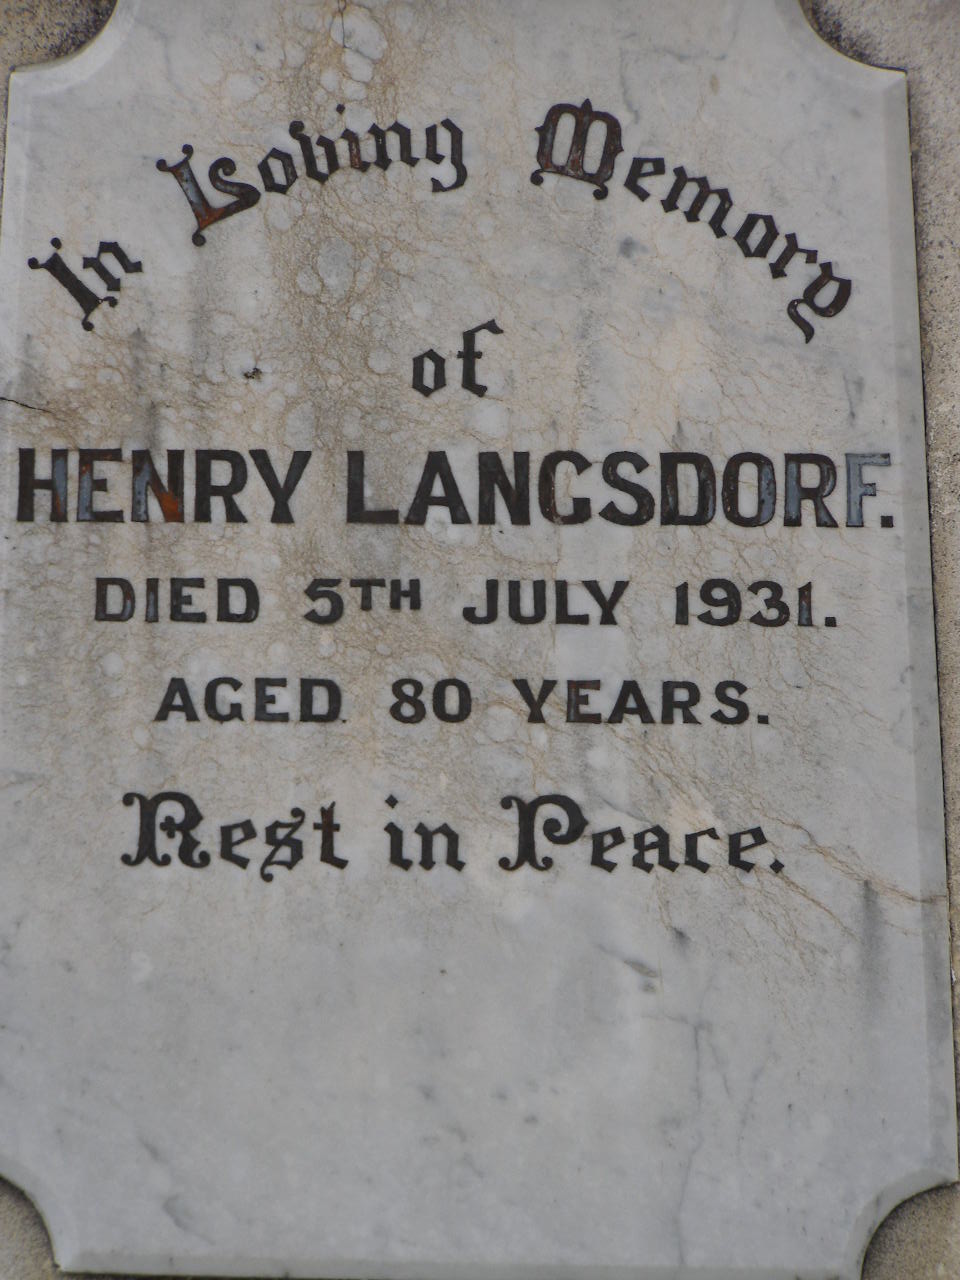 In Loving Memory
of
HENRY LANGSDORF.
DIED 5TH JULY 1931.
AGED 80 YEARS.
Rest in Peace.